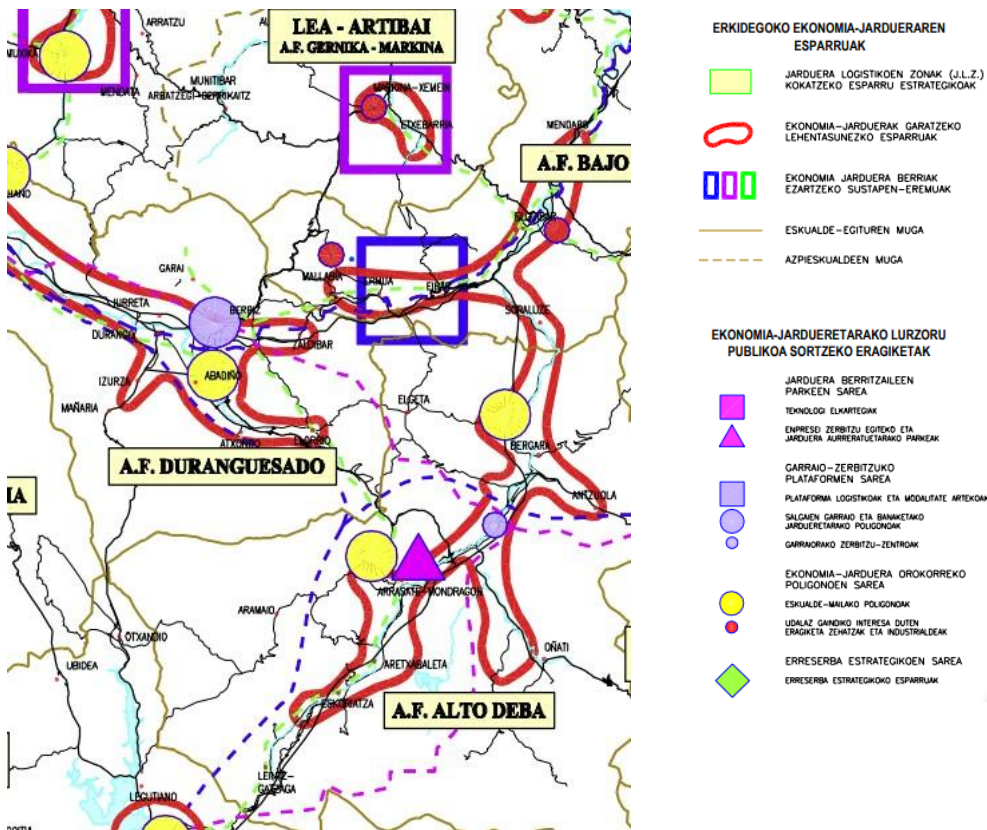 LEA - ARTIBAI
A.F. GERNIKA - MARKINA
ARRATZU
MENDATA
MUNITIBAR
ARBATZEGI-GERRIKAITZ
MARKINA-XEMEIN
ETXEBARRIA
MENDARO
A.F. BAJO
ELGOIBAR
GARAI
MALLABIA
ERMUA
EIBAR
IURRETA
BERRIZ
SORALUZE
DURANGO
ZALDIBAR
ABADIÑO
IZURZA
MAÑARIA
ELGETA
ATXONDO
ELORRIO
BERGARA
A.F. DURANGUESADO
IA
ANTZUOLA
ARRASATE-MONDRAGON
ARAMAIO
OTXANDIO
UBIDEA
OÑATI
ARETXABALETA
ESKORIATZA
A.F. ALTO DEBA
LEINTZ-
GATZAGA
LEGUTIANO
ERKIDEGOKO EKONOMIA-JARDUERAREN
ESPARRUAK
JARDUERA LOGISTIKOEN ZONAK (J.L.Z.)
KOKATZEKO ESPARRU ESTRATEGIKOAK
EKONOMIA-JARDUERAK GARATZEKO
LEHENTASUNEZKO ESPARRUAK
EKONOMIA JARDUERA BERRIAK
EZARTZEKO SUSTAPEN-EREMUAK
ESKUALDE-EGITUREN MUGA
AZPIESKUALDEEN MUGA
EKONOMIA-JARDUERETARAKO LURZORU
PUBLIKOA SORTZEKO ERAGIKETAK
JARDUERA BERRITZAILEEN
PARKEEN SAREA
TEKNOLOGI ELKARTEGIAK
ENPRESEI ZERBITZU EGITEKO ETA
JARDUERA AURRERATUETARAKO PARKEAK
GARRAIO-ZERBITZUKO
PLATAFORMEN SAREA
PLATAFORMA LOGISTIKOAK ETA MODALITATE ARTEKOAK
SALGAIEN GARRAIO ETA BANAKETAKO
JARDUERETARAKO POLIGONOAK
GARRAIORAKO ZERBITZU-ZENTROAK
EKONOMIA-JARDUERA OROKORREKO
POLIGONOEN SAREA
ESKUALDE-MAILAKO POLIGONOAK
UDALAZ GAINDIKO INTERESA DUTEN
ERAGIKETA ZEHATZAK ETA INDUSTRIALDEAK
ERRESERBA ESTRATEGIKOEN SAREA
ERRESERBA ESTRATEGIKOKO ESPARRUAK